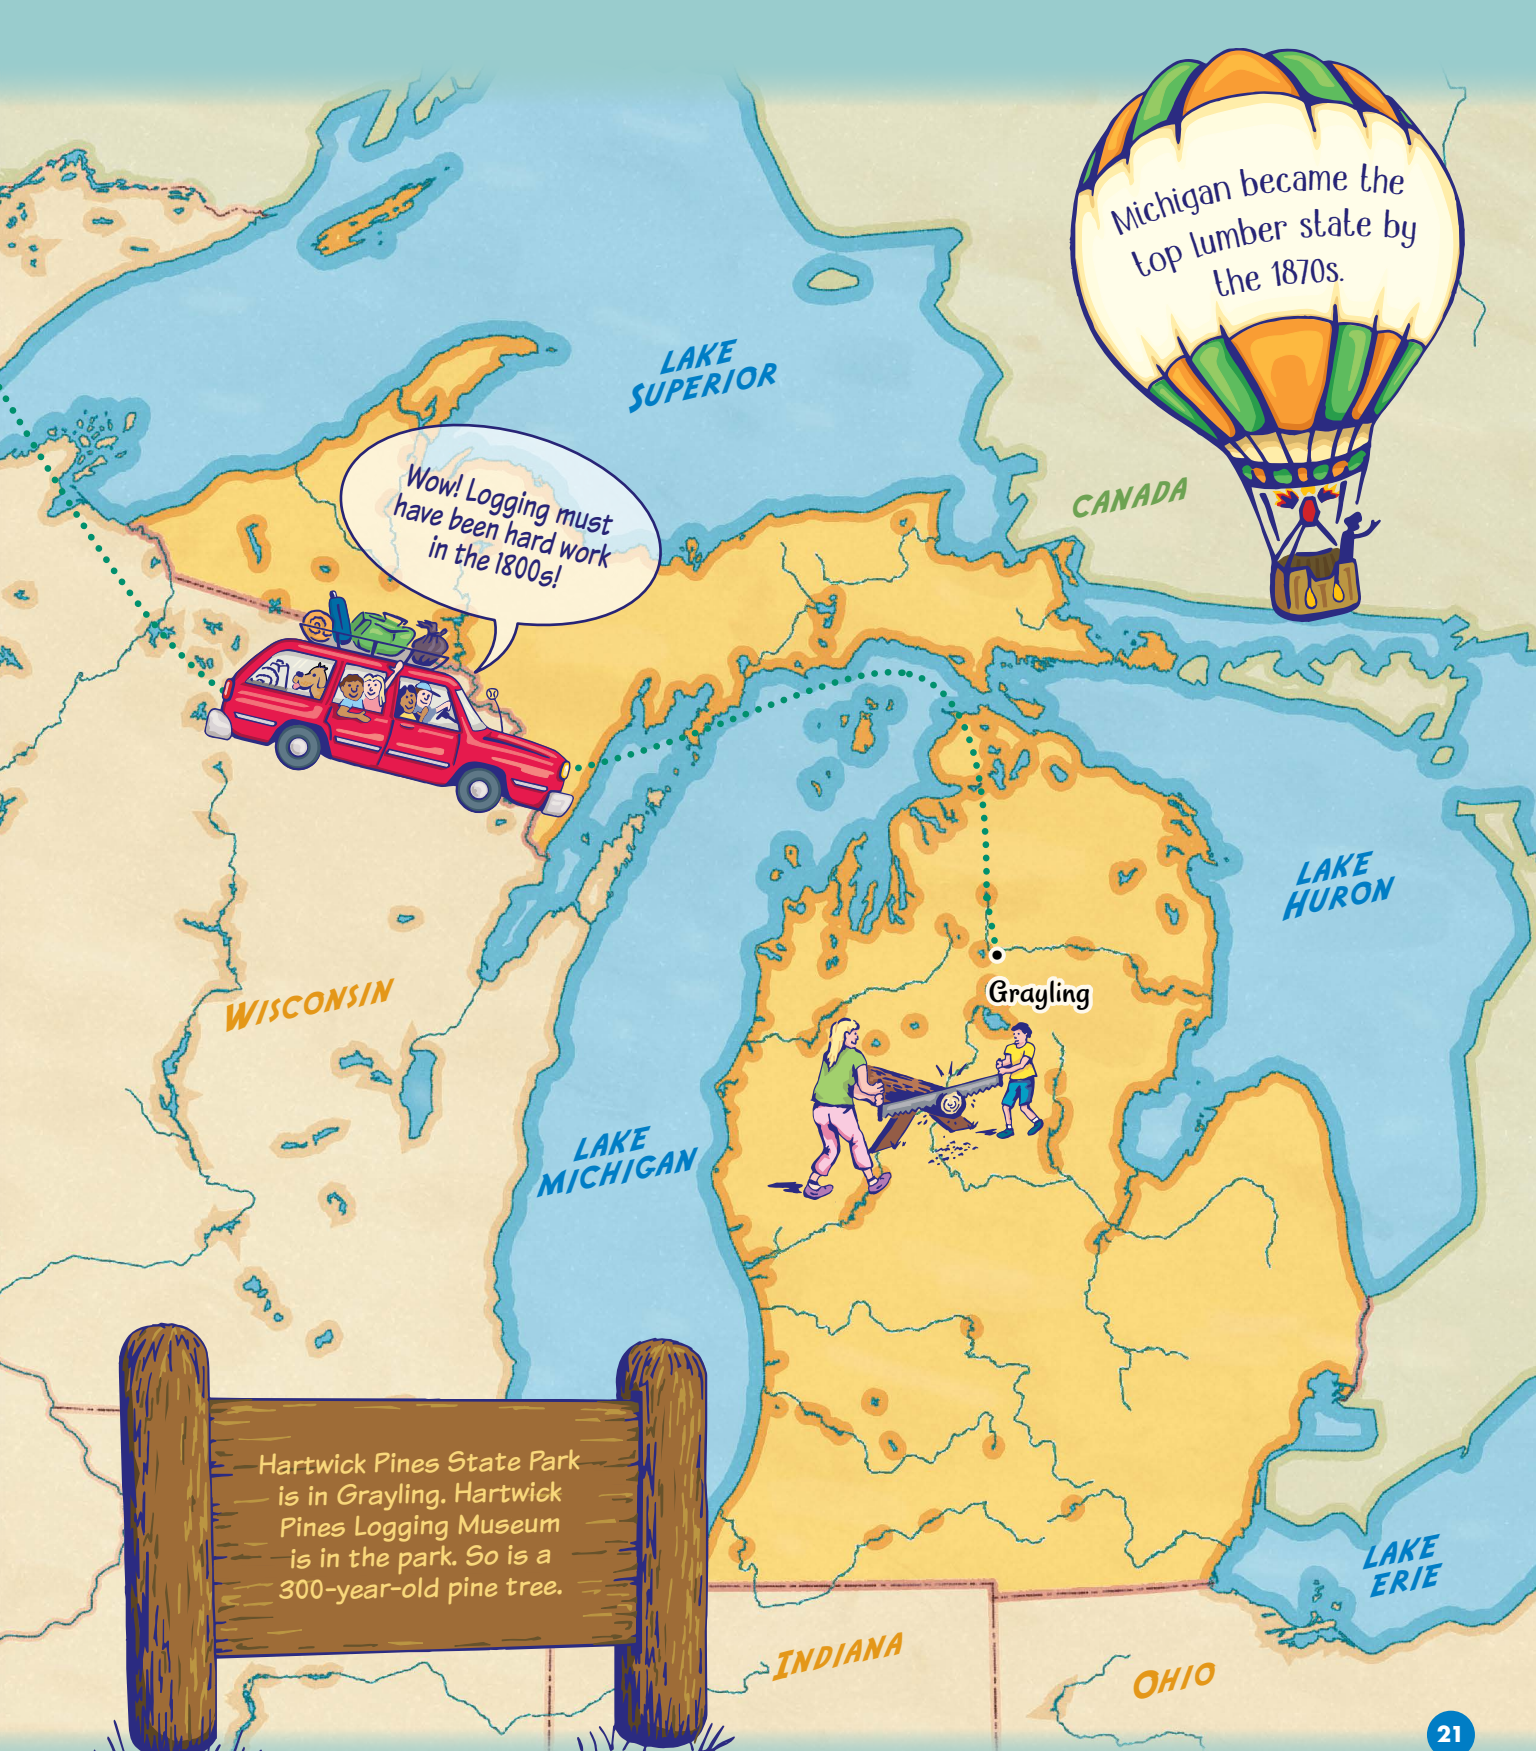 Michigan became the
top lumber state by
the 1870s.
LAKE
SUPERIOR
Wow! Logging must
have been hard work
in the 1800s!
CANADA
LAKE
HURON
Grayling
WISCONSIN
LAKE
MICHIGAN
Hartwick Pines State Park
is in Grayling. Hartwick
Pines Logging Museum
is in the park. So is a
300-year-old pine tree.
LAKE
ERIE
INDIANA
OHIO
21